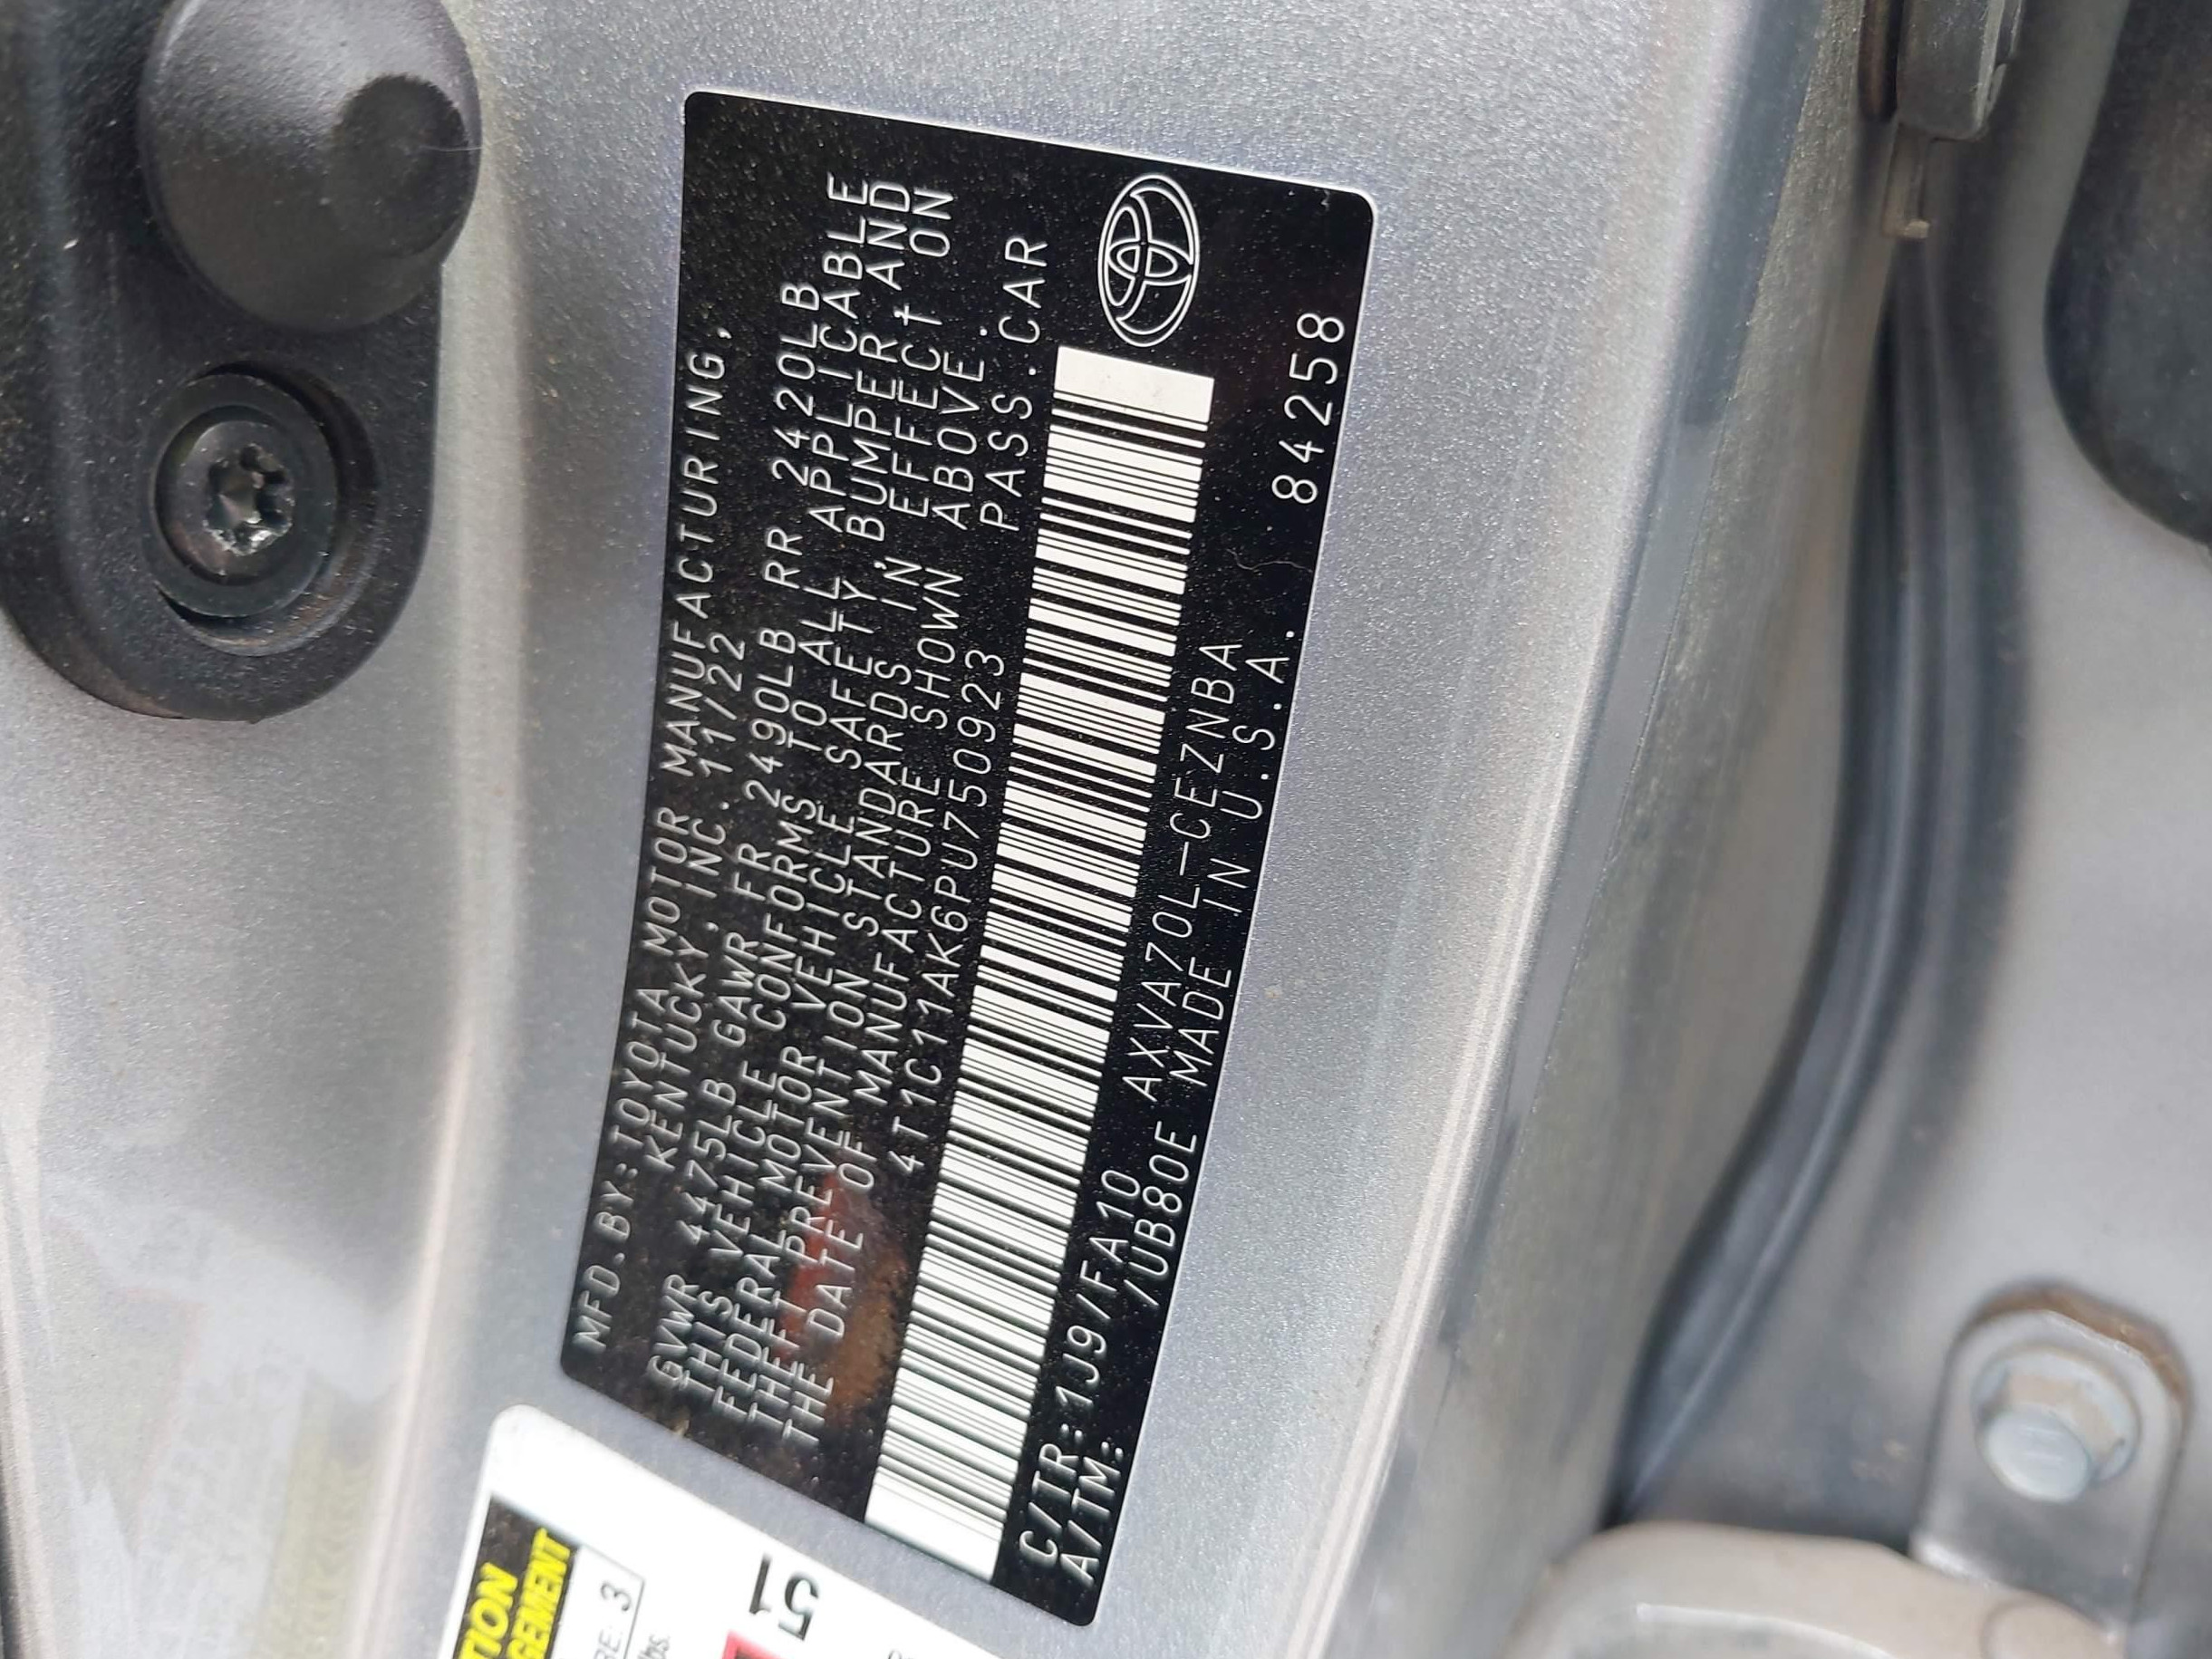 MFD.BY:TOYOTA MOTOR MANUFACTURING,
KENTUCKY, INC. 11/22
GVWR 4475LB GAWR FR 2490LB RR 2420LB
THIS VEHICLE CONFORMS TO ALL APPLICABLE
FEDERAL MOTOR VEHICLE SAFETY, BUMPER AND
THEFT PREVENTION STANDARDS IN EFFECT ON
THE DATE OF MANUFACTURE SHOWN ABOVE.
4T1C11AK6PU750923 PASS.CAR
C/TR:1J9/FA10 AXVA70L-CEZNBA
A/TM: /UB80E MADE IN U.S.A. 84258
51
3
lbs.